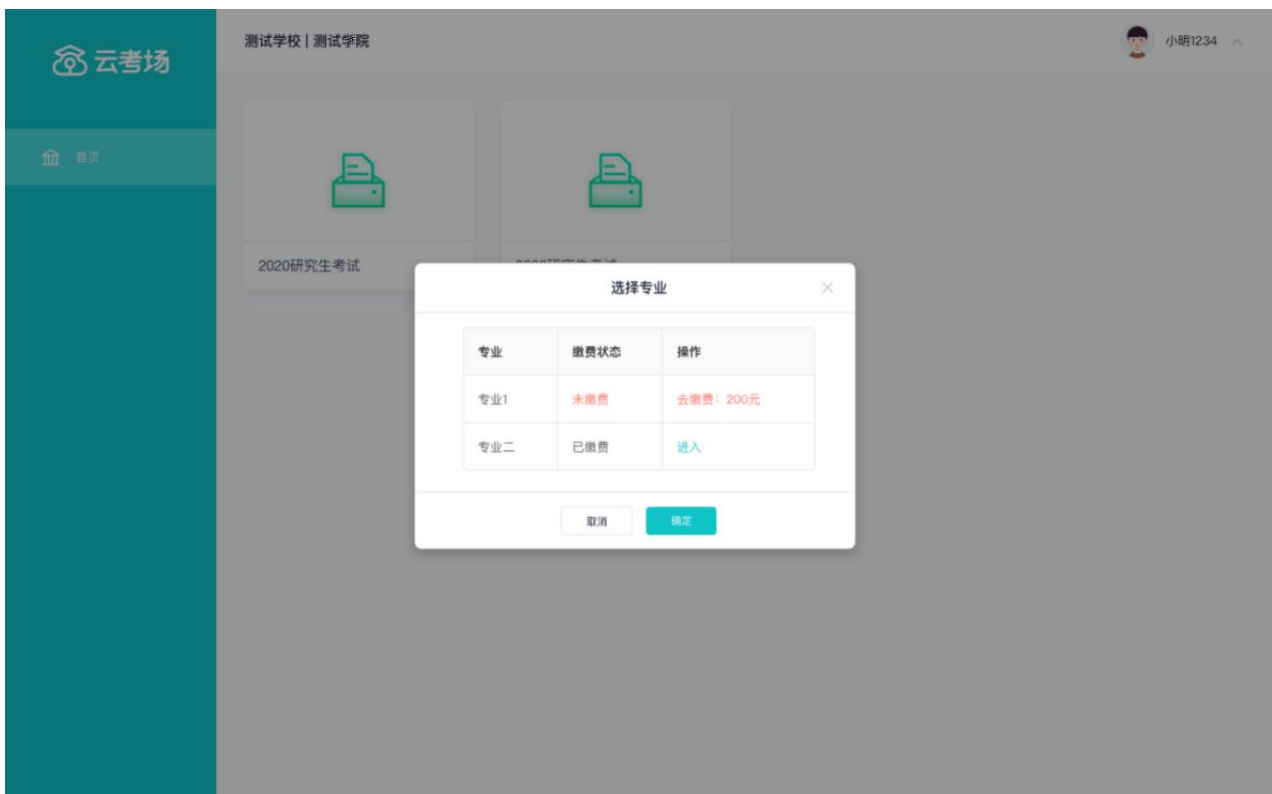 云考场
测试学校 | 测试学院
小明1234
首页
2020研究生考试
选择专业
专业 缴费状态 操作
专业1 未缴费 去缴费：200元
专业二 已缴费 进入
取消 确定